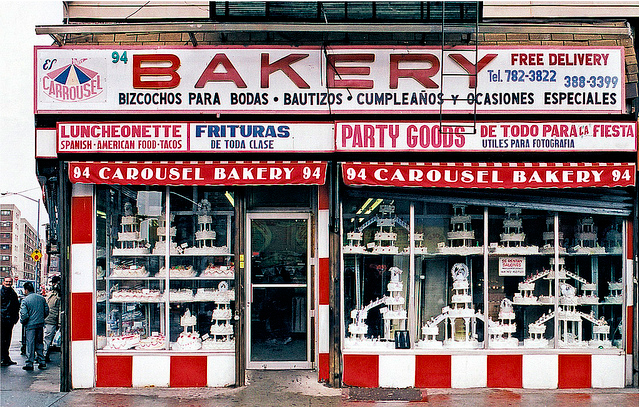 El
CARROUSEL
94 BAKERY
FREE DELIVERY
Tel. 782-3822 388-3399
BIZCOCHOS PARA BODAS • BAUTIZOS • CUMPLEAÑOS Y OCASIONES ESPECIALES
LUNCHEONETTE
SPANISH-AMERICAN FOOD-TACOS
FRITURAS
DE TODA CLASE
PARTY GOODS
DE TODO PARA LA FIESTA
UTILES PARA FOTOGRAFIA
94 CAROUSEL BAKERY 94
94 CAROUSEL BAKERY 94